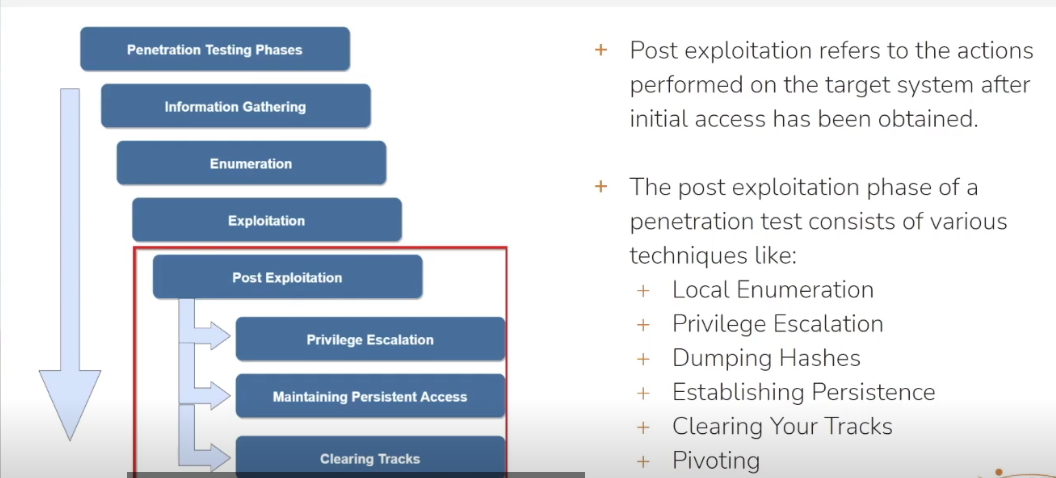 Penetration Testing Phases
Information Gathering
Enumeration
Exploitation
Post Exploitation
Privilege Escalation
Maintaining Persistent Access
Clearing Tracks
+ Post exploitation refers to the actions
performed on the target system after
initial access has been obtained.
+ The post exploitation phase of a
penetration test consists of various
techniques like:
+ Local Enumeration
+ Privilege Escalation
+ Dumping Hashes
+ Establishing Persistence
+ Clearing Your Tracks
+ Pivoting